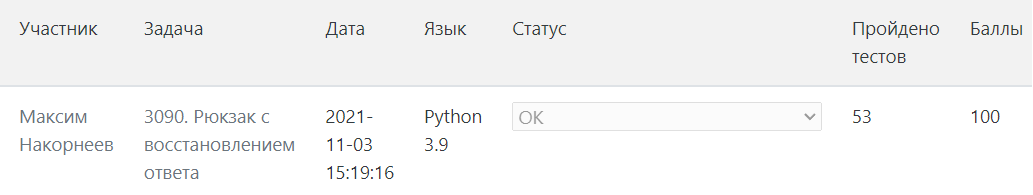 Участник Задача Дата Язык Статус Пройдено тестов Баллы
Максим Накорнеев 3090. Рюкзак с восстановлением ответа 2021-11-03 15:19:16 Python 3.9 OK 53 100